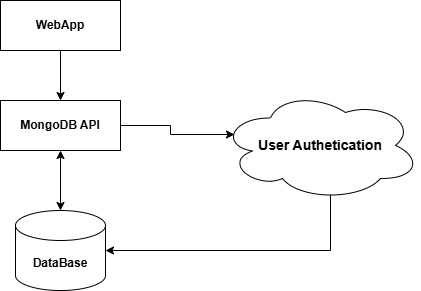 WebApp
MongoDB API
User Authetication
DataBase